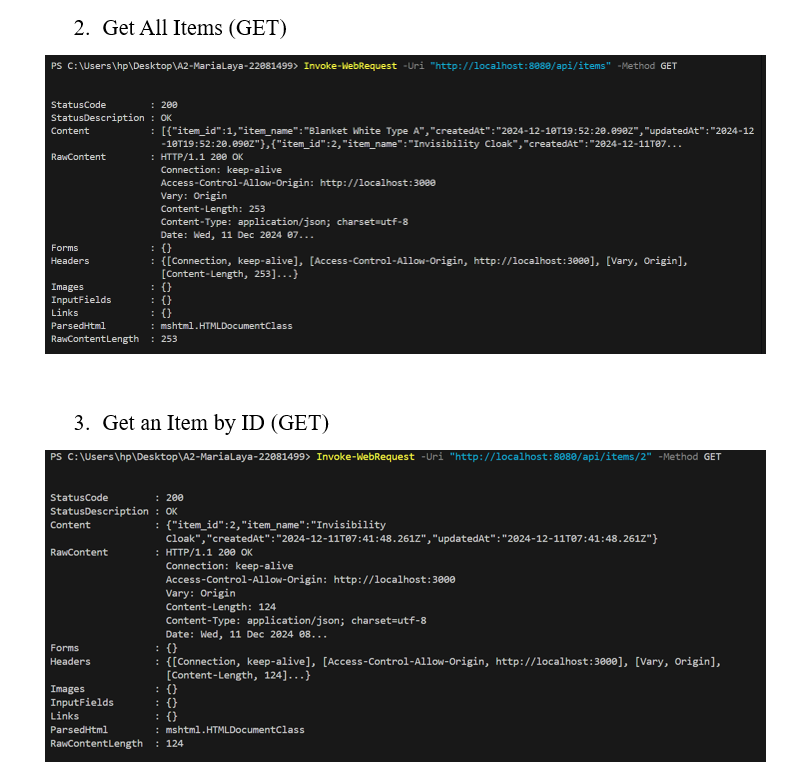 2. Get All Items (GET)
PS C:\Users\hp\Desktop\A2-MariaLaya-22081499> Invoke-WebRequest -Uri "http://localhost:8080/api/items" -Method GET
StatusCode : 200
StatusDescription : OK
Content : [{"item_id":1,"item_name":"Blanket White Type A","createdAt":"2024-12-10T19:52:20.090Z","updatedAt":"2024-12
-10T19:52:20.090Z"},{"item_id":2,"item_name":"Invisibility Cloak","createdAt":"2024-12-11T07...
RawContent : HTTP/1.1 200 OK
Connection: keep-alive
Access-Control-Allow-Origin: http://localhost:3000
Vary: Origin
Content-Length: 253
Content-Type: application/json; charset=utf-8
Date: Wed, 11 Dec 2024 07...
Forms : {}
Headers : {[Connection, keep-alive], [Access-Control-Allow-Origin, http://localhost:3000], [Vary, Origin],
[Content-Length, 253]...}
Images : {}
InputFields : {}
Links : {}
ParsedHtml : mshtml.HTMLDocumentClass
RawContentLength : 253
3. Get an Item by ID (GET)
PS C:\Users\hp\Desktop\A2-MariaLaya-22081499> Invoke-WebRequest -Uri "http://localhost:8080/api/items/2" -Method GET
StatusCode : 200
StatusDescription : OK
Content : {"item_id":2,"item_name":"Invisibility
Cloak","createdAt":"2024-12-11T07:41:48.261Z","updatedAt":"2024-12-11T07:41:48.261Z"}
RawContent : HTTP/1.1 200 OK
Connection: keep-alive
Access-Control-Allow-Origin: http://localhost:3000
Vary: Origin
Content-Length: 124
Content-Type: application/json; charset=utf-8
Date: Wed, 11 Dec 2024 08...
Forms : {}
Headers : {[Connection, keep-alive], [Access-Control-Allow-Origin, http://localhost:3000], [Vary, Origin],
[Content-Length, 124]...}
Images : {}
InputFields : {}
Links : {}
ParsedHtml : mshtml.HTMLDocumentClass
RawContentLength : 124